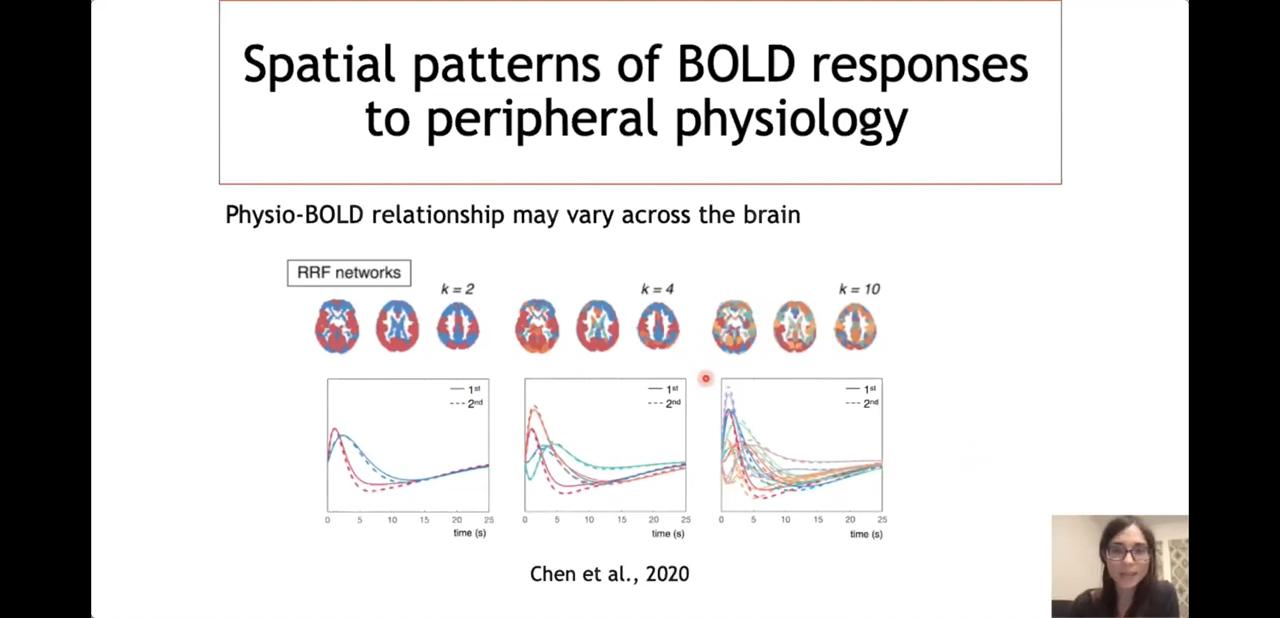 Spatial patterns of BOLD responses
to peripheral physiology
Physio-BOLD relationship may vary across the brain
RRF networks
k = 2
k = 4
k = 10
1st
2nd
0 5 10 15 20 25
time (s)
1st
2nd
0 5 10 15 20 25
time (s)
1st
2nd
0 5 10 15 20 25
time (s)
Chen et al., 2020